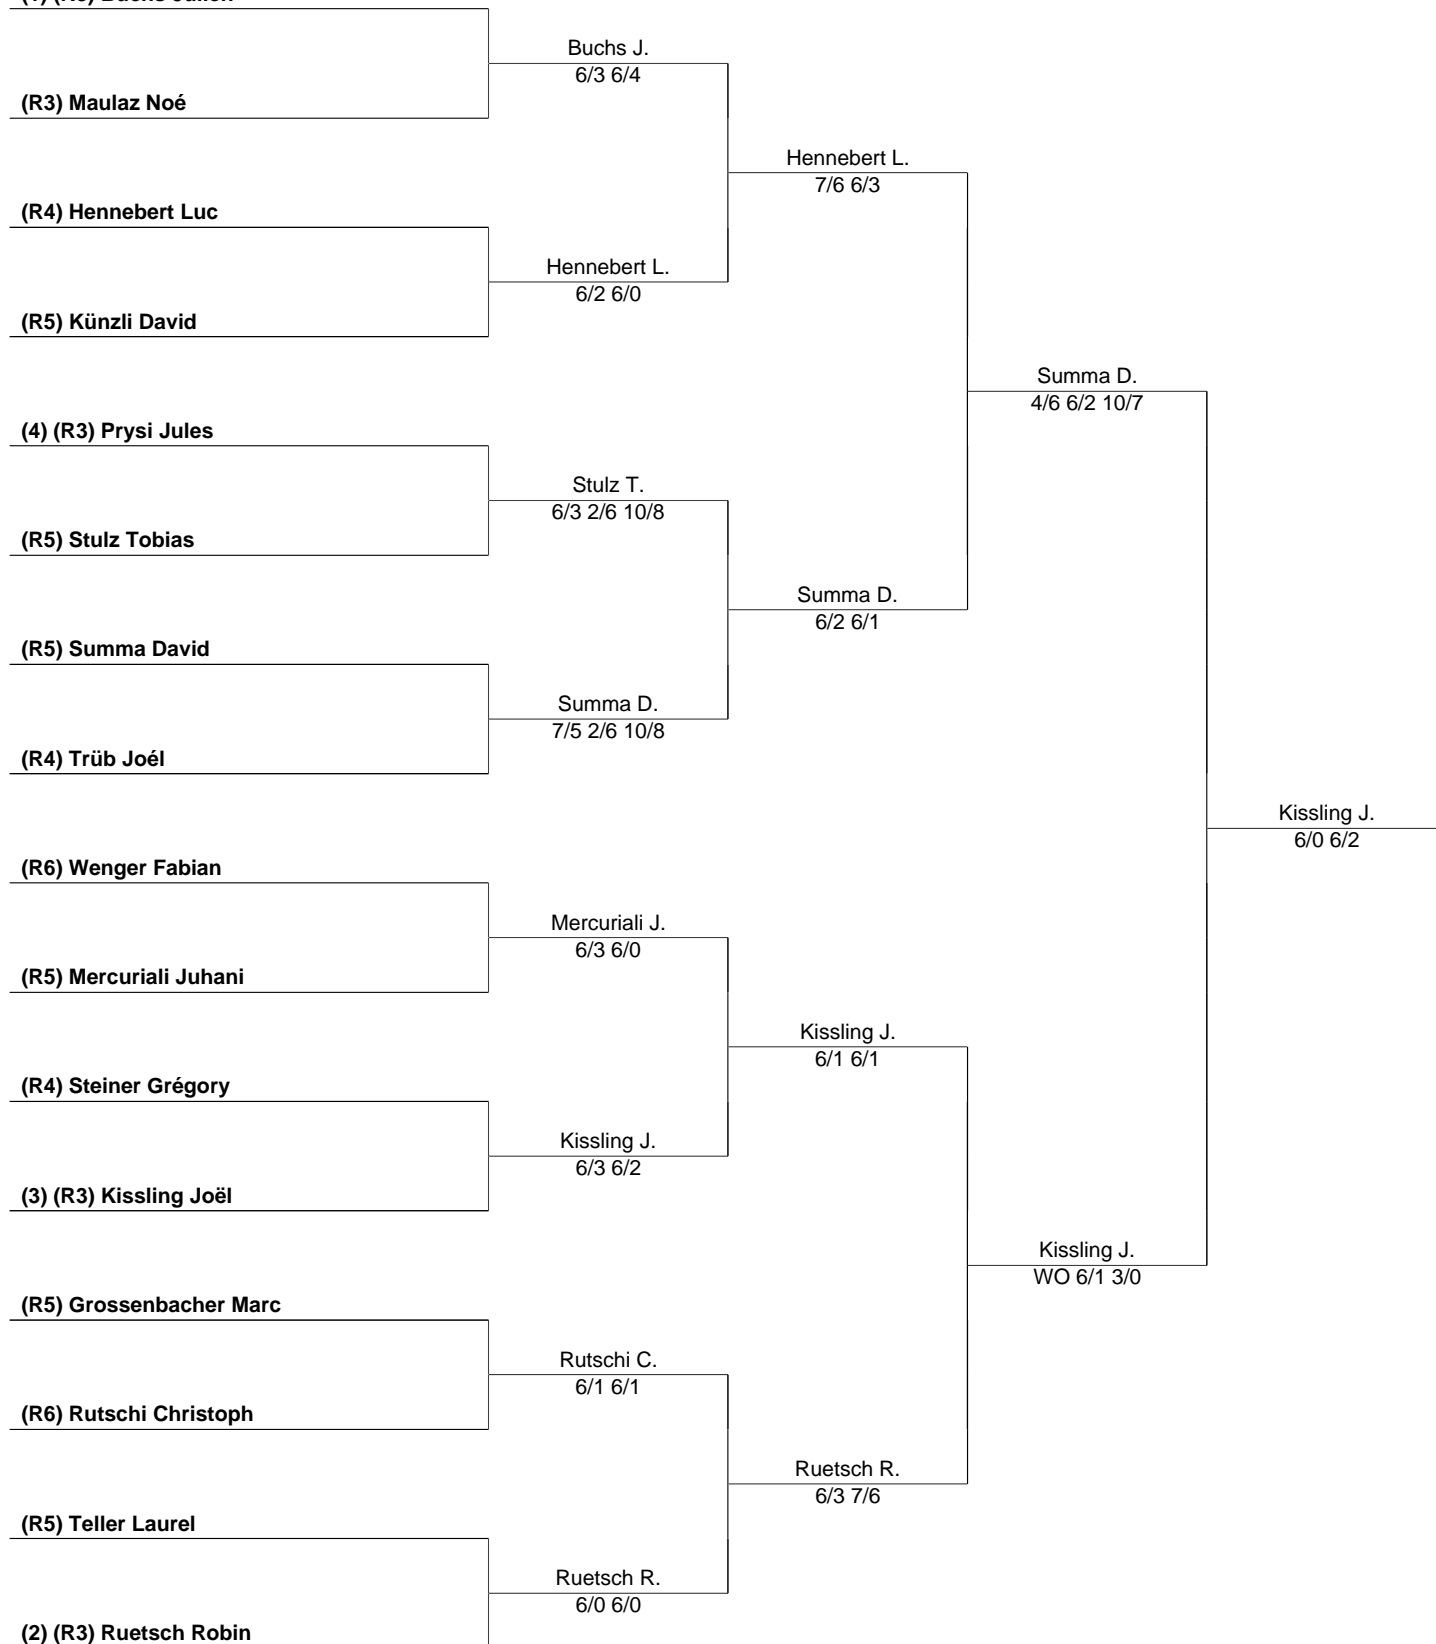 Buchs J.
6/3 6/4
(R3) Maulaz Noé
Hennebert L.
7/6 6/3
(R4) Hennebert Luc
Hennebert L.
6/2 6/0
(R5) Künzli David
Summa D.
4/6 6/2 10/7
(4) (R3) Prysi Jules
Stulz T.
6/3 2/6 10/8
(R5) Stulz Tobias
Summa D.
6/2 6/1
(R5) Summa David
Summa D.
7/5 2/6 10/8
(R4) Trüb Joél
Kissling J.
6/0 6/2
(R6) Wenger Fabian
Mercuriali J.
6/3 6/0
(R5) Mercuriali Juhani
Kissling J.
6/1 6/1
(R4) Steiner Grégory
Kissling J.
6/3 6/2
(3) (R3) Kissling Joël
Kissling J.
WO 6/1 3/0
(R5) Grossenbacher Marc
Rutschi C.
6/1 6/1
(R6) Rutschi Christoph
Ruetsch R.
6/3 7/6
(R5) Teller Laurel
Ruetsch R.
6/0 6/0
(2) (R3) Ruetsch Robin